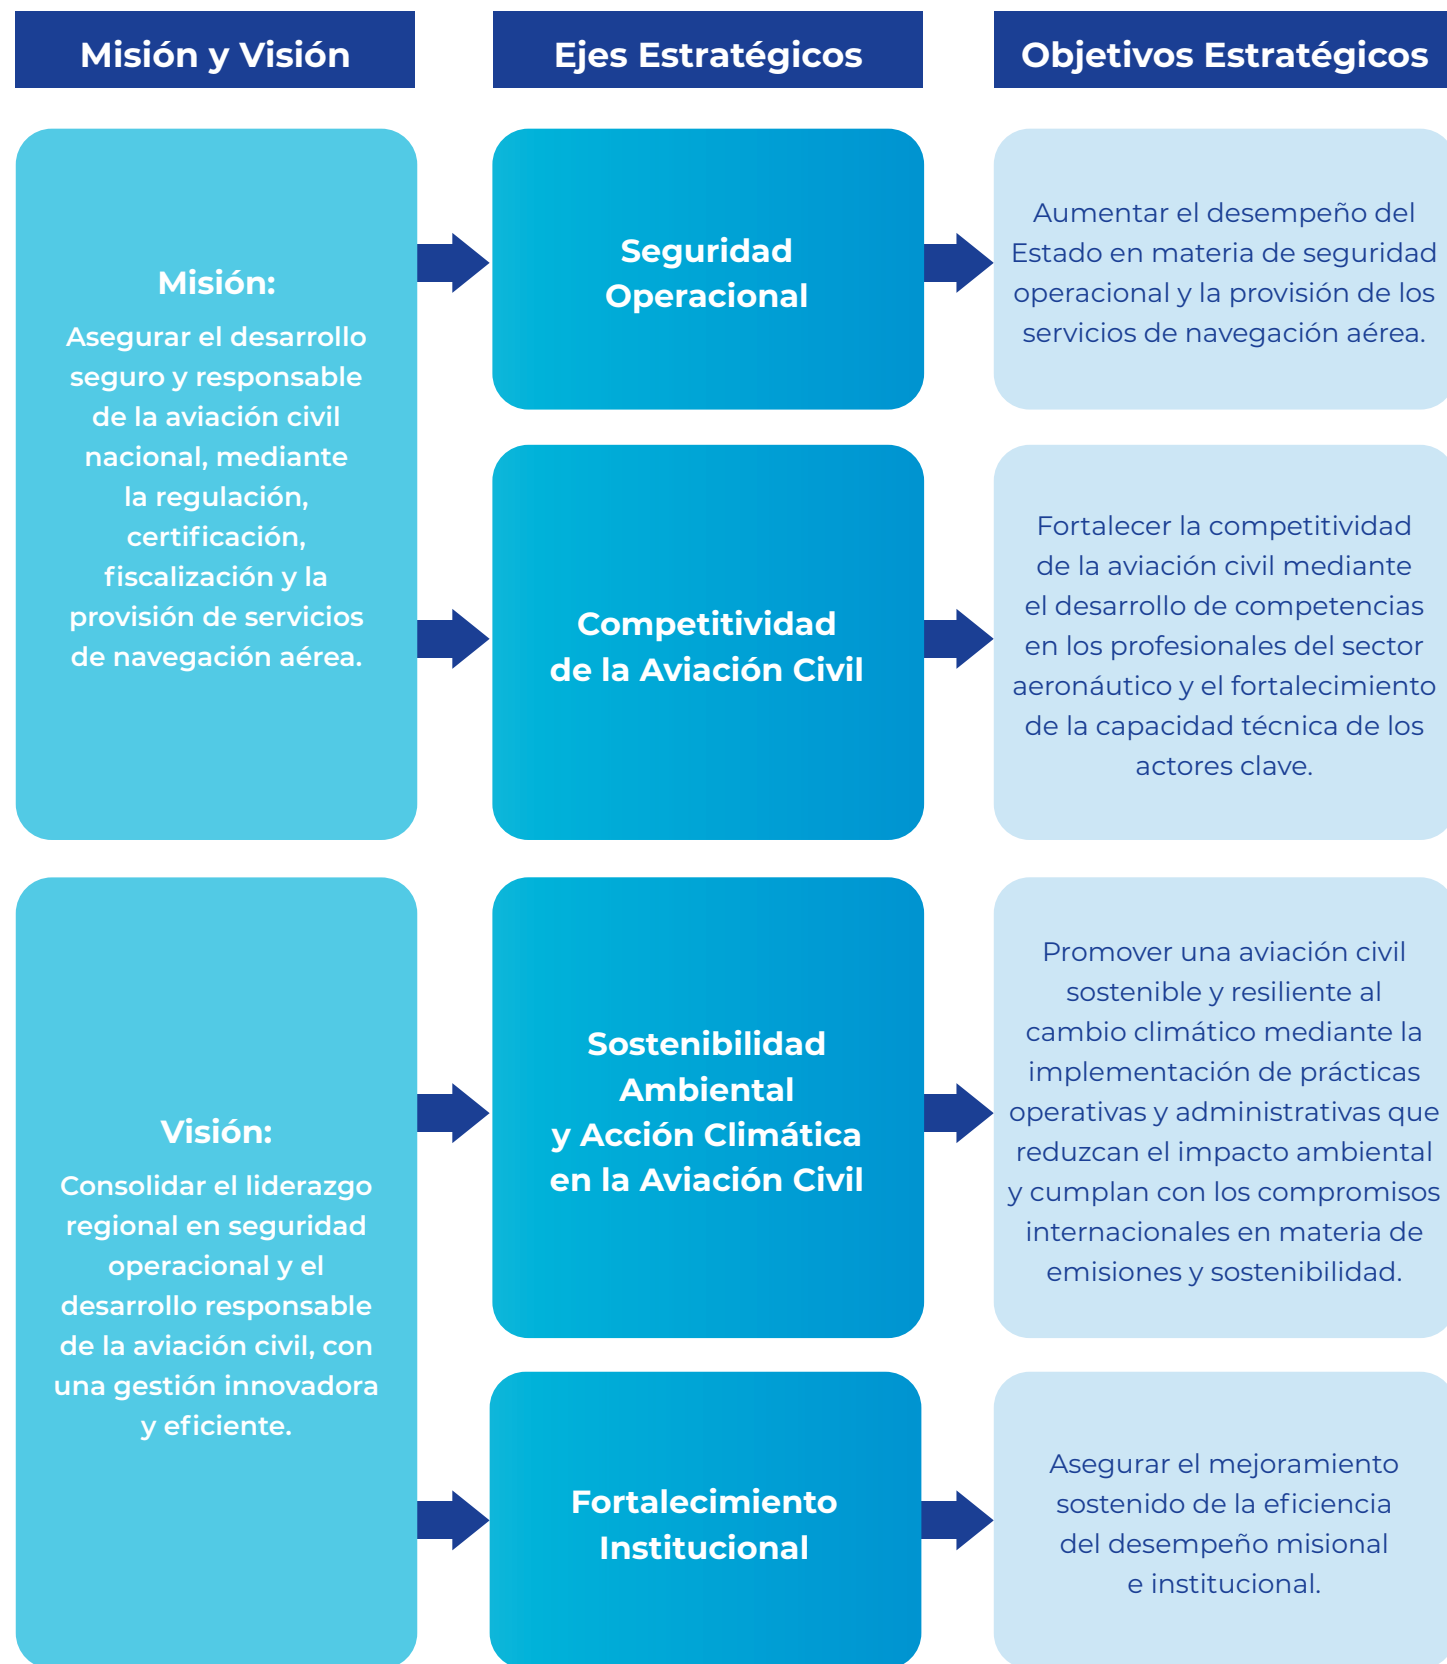 Misión y Visión
Ejes Estratégicos
Objetivos Estratégicos
Misión:
Asegurar el desarrollo
seguro y responsable
de la aviación civil
nacional, mediante
la regulación,
certificación,
fiscalización y la
provisión de servicios
de navegación aérea.
Seguridad
Operacional
Aumentar el desempeño del
Estado en materia de seguridad
operacional y la provisión de los
servicios de navegación aérea.
Competitividad
de la Aviación Civil
Fortalecer la competitividad
de la aviación civil mediante
el desarrollo de competencias
en los profesionales del sector
aeronáutico y el fortalecimiento
de la capacidad técnica de los
actores clave.
Visión:
Consolidar el liderazgo
regional en seguridad
operacional y el
desarrollo responsable
de la aviación civil, con
una gestión innovadora
y eficiente.
Sostenibilidad
Ambiental
y Acción Climática
en la Aviación Civil
Promover una aviación civil
sostenible y resiliente al
cambio climático mediante la
implementación de prácticas
operativas y administrativas que
reduzcan el impacto ambiental
y cumplan con los compromisos
internacionales en materia de
emisiones y sostenibilidad.
Fortalecimiento
Institucional
Asegurar el mejoramiento
sostenido de la eficiencia
del desempeño misional
e institucional.